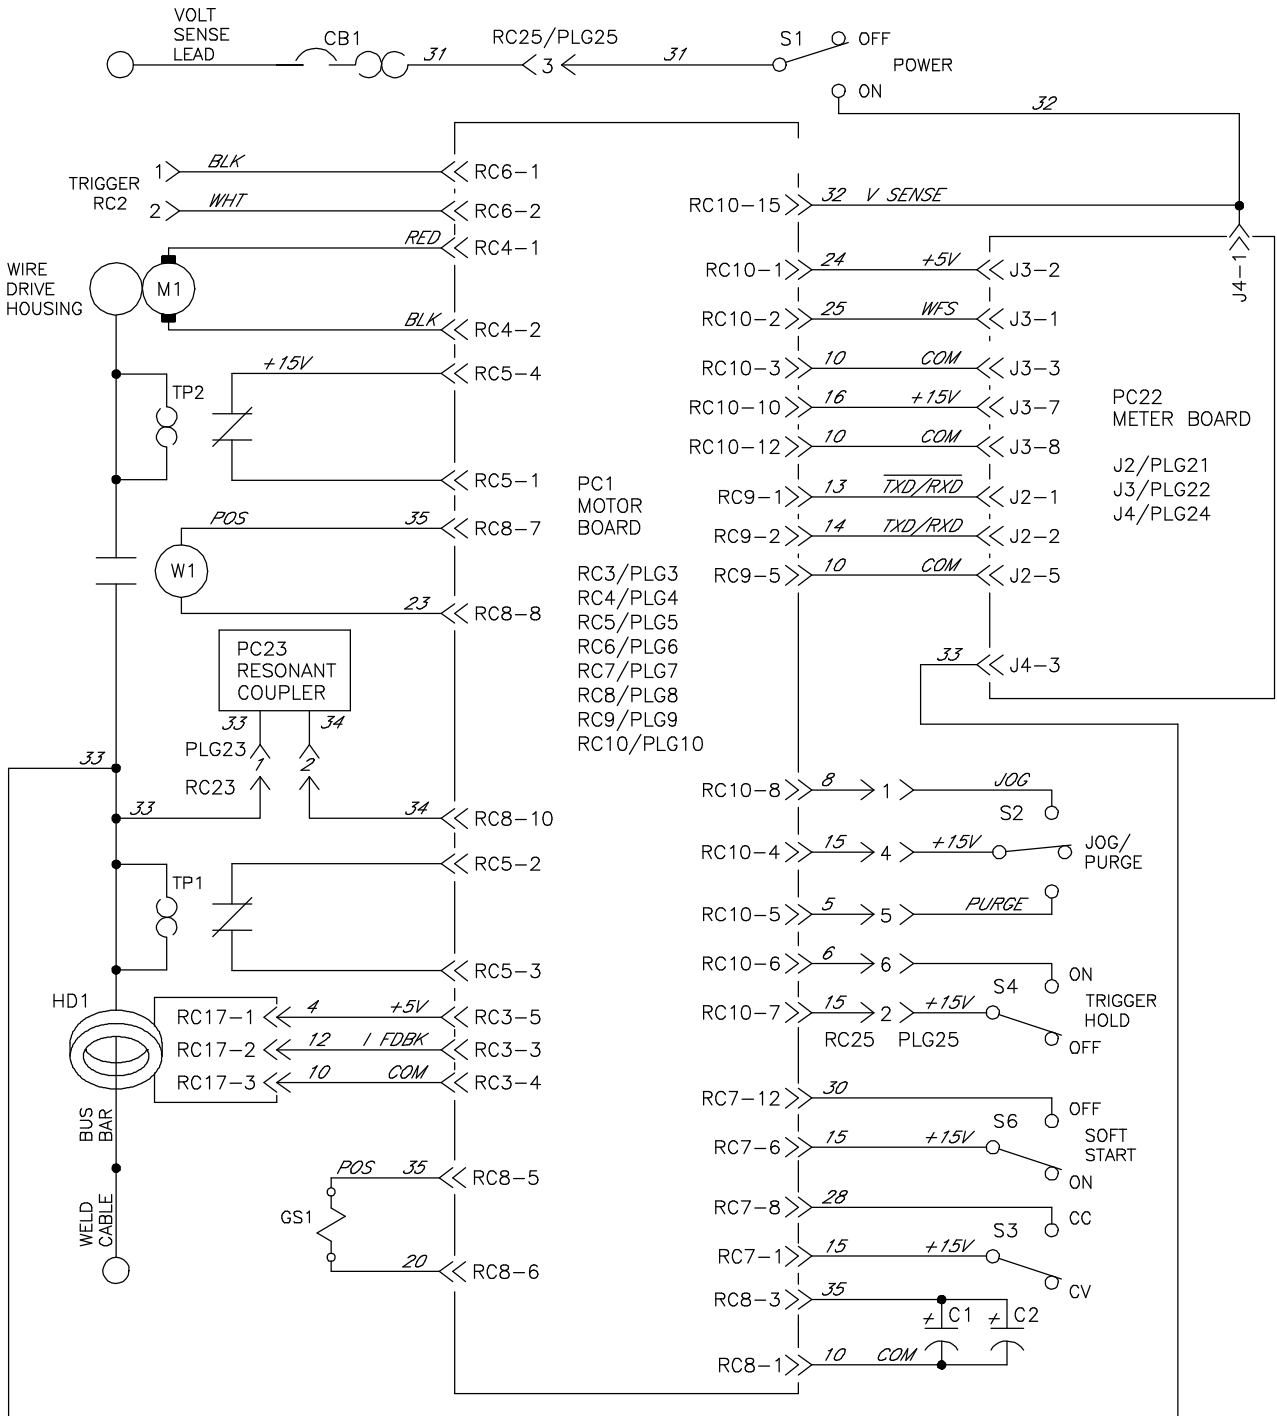 VOLT
SENSE
LEAD
CB1
31
RC25/PLG25
3
31
S1
OFF
POWER
ON
32
TRIGGER
RC2
1
BLK
RC6-1
2
WHT
RC6-2
RED
RC4-1
WIRE
DRIVE
HOUSING
M1
BLK
RC4-2
+15V
RC5-4
TP2
RC5-1
POS
35
RC8-7
W1
23
RC8-8
PC23
RESONANT
COUPLER
33
34
PLG23
1
2
RC23
33
33
34
RC8-10
RC5-2
TP1
RC5-3
HD1
RC17-1
4
+5V
RC3-5
RC17-2
12
I FDBK
RC3-3
RC17-3
10
COM
RC3-4
BUS
BAR
WELD
CABLE
POS
35
RC8-5
GS1
20
RC8-6
PC1
MOTOR
BOARD
RC3/PLG3
RC4/PLG4
RC5/PLG5
RC6/PLG6
RC7/PLG7
RC8/PLG8
RC9/PLG9
RC10/PLG10
RC10-15
32
V SENSE
J4-1
RC10-1
24
+5V
J3-2
RC10-2
25
WFS
J3-1
RC10-3
10
COM
J3-3
RC10-10
16
+15V
J3-7
RC10-12
10
COM
J3-8
RC9-1
13
TXD/RXD
J2-1
RC9-2
14
TXD/RXD
J2-2
RC9-5
10
COM
J2-5
33
J4-3
PC22
METER BOARD
J2/PLG21
J3/PLG22
J4/PLG24
RC10-8
8
1
JOG
S2
RC10-4
15
4
+15V
JOG/
PURGE
RC10-5
5
5
PURGE
RC10-6
6
6
ON
S4
TRIGGER
HOLD
RC10-7
15
2
+15V
RC25
PLG25
OFF
RC7-12
30
OFF
S6
SOFT
START
RC7-6
15
+15V
ON
RC7-8
28
CC
S3
RC7-1
15
+15V
CV
RC8-3
35
+
C1
+
C2
RC8-1
10
COM